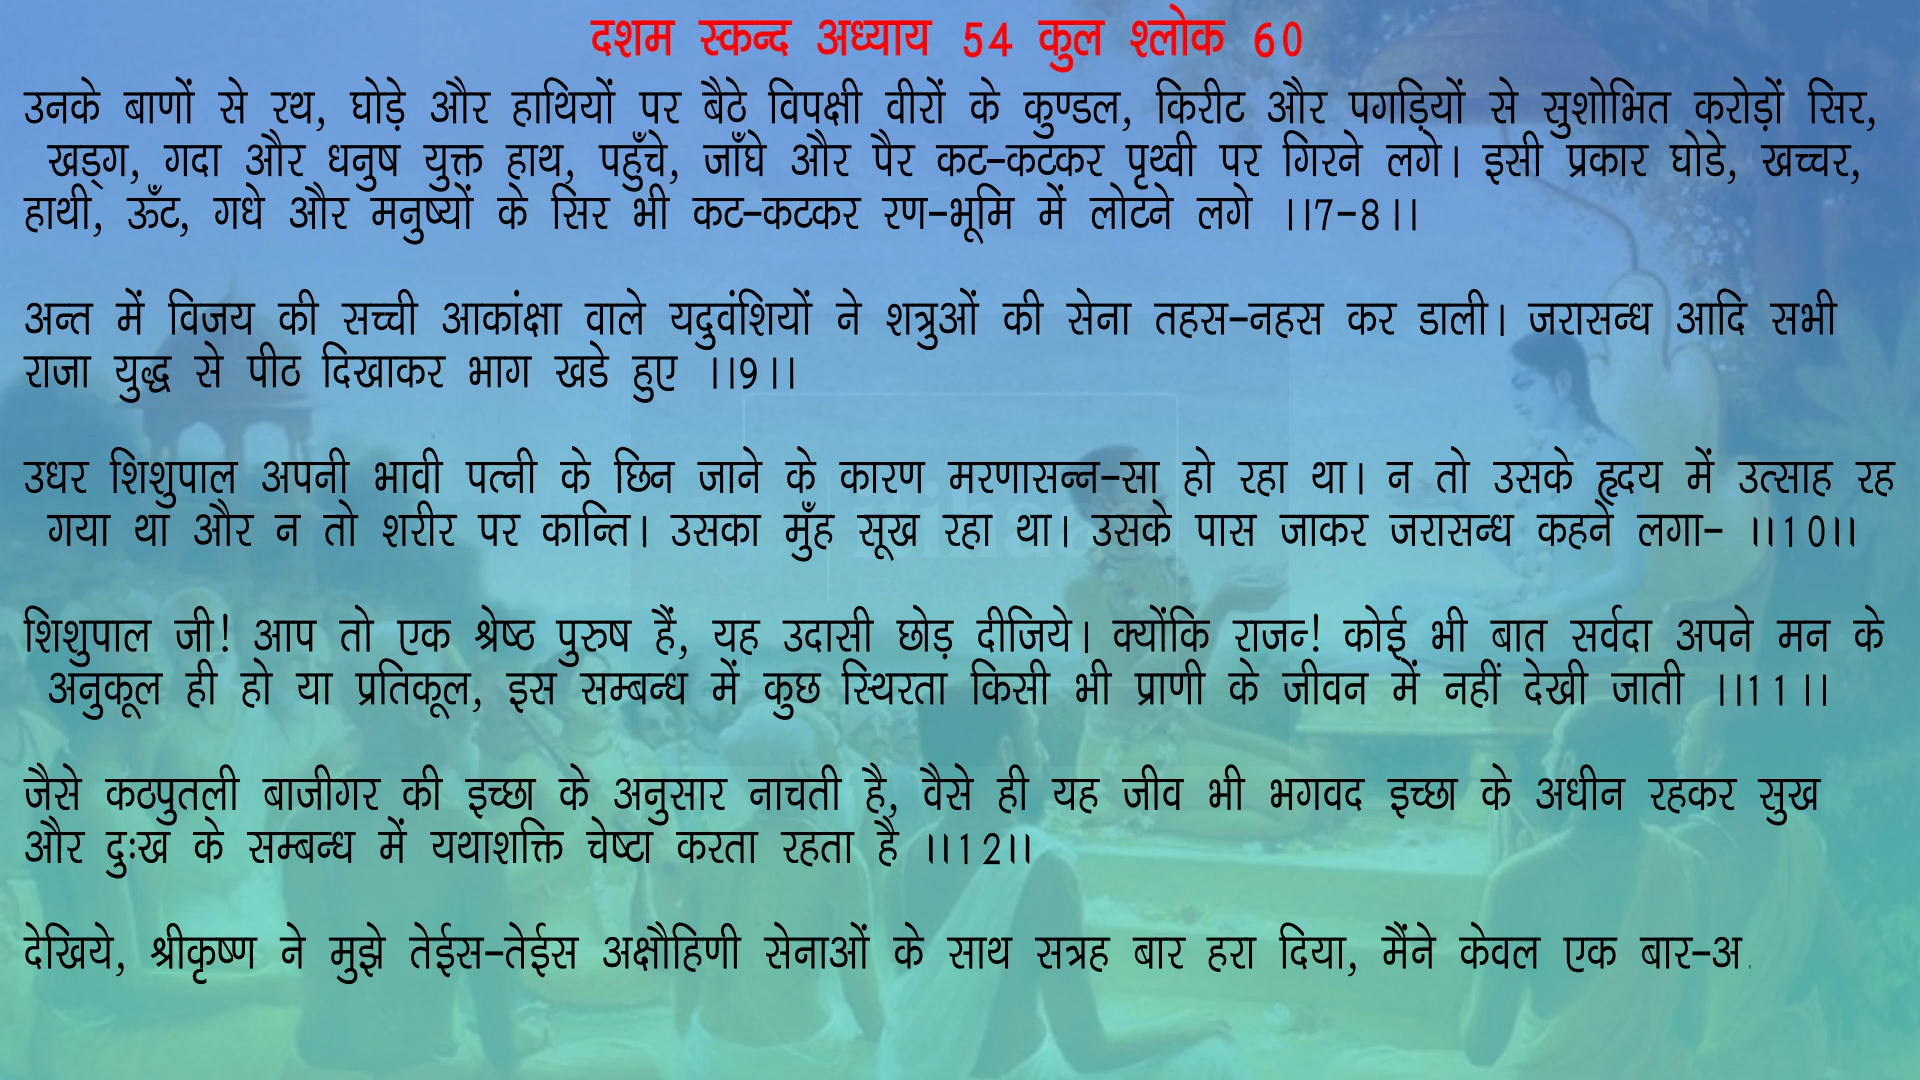 दशम स्कन्द अध्याय 54 कुल श्लोक 60
उनके बाणों से रथ, घोड़े और हाथियों पर बैठे विपक्षी वीरों के कुण्डल, किरीट और पगड़ियों से सुशोभित करोड़ों सिर,
खड्ग, गदा और धनुष युक्त हाथ, पहुँचे, जाँघे और पैर कट-कटकर पृथ्वी पर गिरने लगे। इसी प्रकार घोडे, खच्चर,
हाथी, ऊँट, गधे और मनुष्यों के सिर भी कट-कटकर रण-भूमि में लोटने लगे ।।7-8।।
अन्त में विजय की सच्ची आकांक्षा वाले यदुवंशियों ने शत्रुओं की सेना तहस-नहस कर डाली। जरासन्ध आदि सभी
राजा युद्ध से पीठ दिखाकर भाग खडे हुए ।।9।।
उधर शिशुपाल अपनी भावी पत्नी के छिन जाने के कारण मरणासन्न-सा हो रहा था। न तो उसके हृदय में उत्साह रह
गया था और न तो शरीर पर कान्ति। उसका मुँह सूख रहा था। उसके पास जाकर जरासन्ध कहने लगा- ।।10।।
शिशुपाल जी! आप तो एक श्रेष्ठ पुरुष हैं, यह उदासी छोड़ दीजिये। क्योंकि राजन! कोई भी बात सर्वदा अपने मन के
अनुकूल ही हो या प्रतिकूल, इस सम्बन्ध में कुछ स्थिरता किसी भी प्राणी के जीवन में नहीं देखी जाती ।।11।।
जैसे कठपुतली बाजीगर की इच्छा के अनुसार नाचती है, वैसे ही यह जीव भी भगवद इच्छा के अधीन रहकर सुख
और दुःख के सम्बन्ध में यथाशक्ति चेष्टा करता रहता है ।।12।।
देखिये, श्रीकृष्ण ने मुझे तेईस-तेईस अक्षौहिणी सेनाओं के साथ सत्रह बार हरा दिया, मैंने केवल एक बार-अ